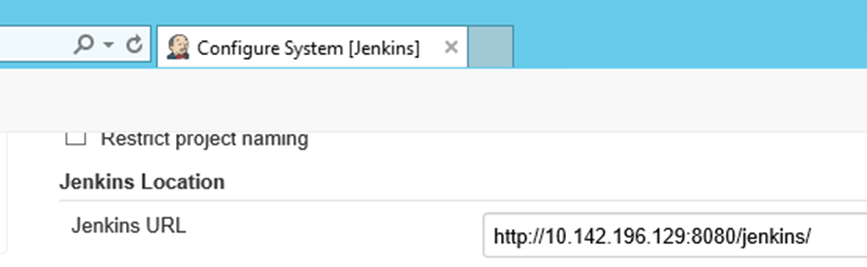 Configure System [Jenkins]
Restrict project naming
Jenkins Location
Jenkins URL
http://10.142.196.129:8080/jenkins/